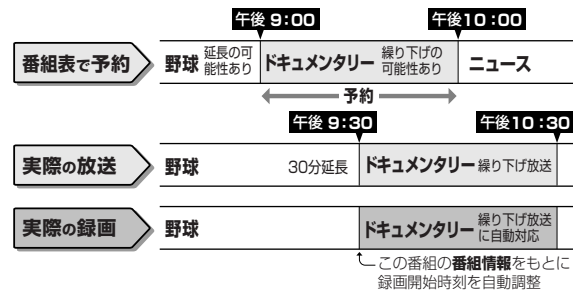 午後 9:00 午後10:00
番組表で予約 野球 延長の可能性あり ドキュメンタリー 繰り下げの可能性あり ニュース
予約
午後 9:30 午後10:30
実際の放送 野球 30分延長 ドキュメンタリー 繰り下げ放送
実際の録画 野球 ドキュメンタリー 繰り下げ放送に自動対応
この番組の番組情報をもとに
録画開始時刻を自動調整